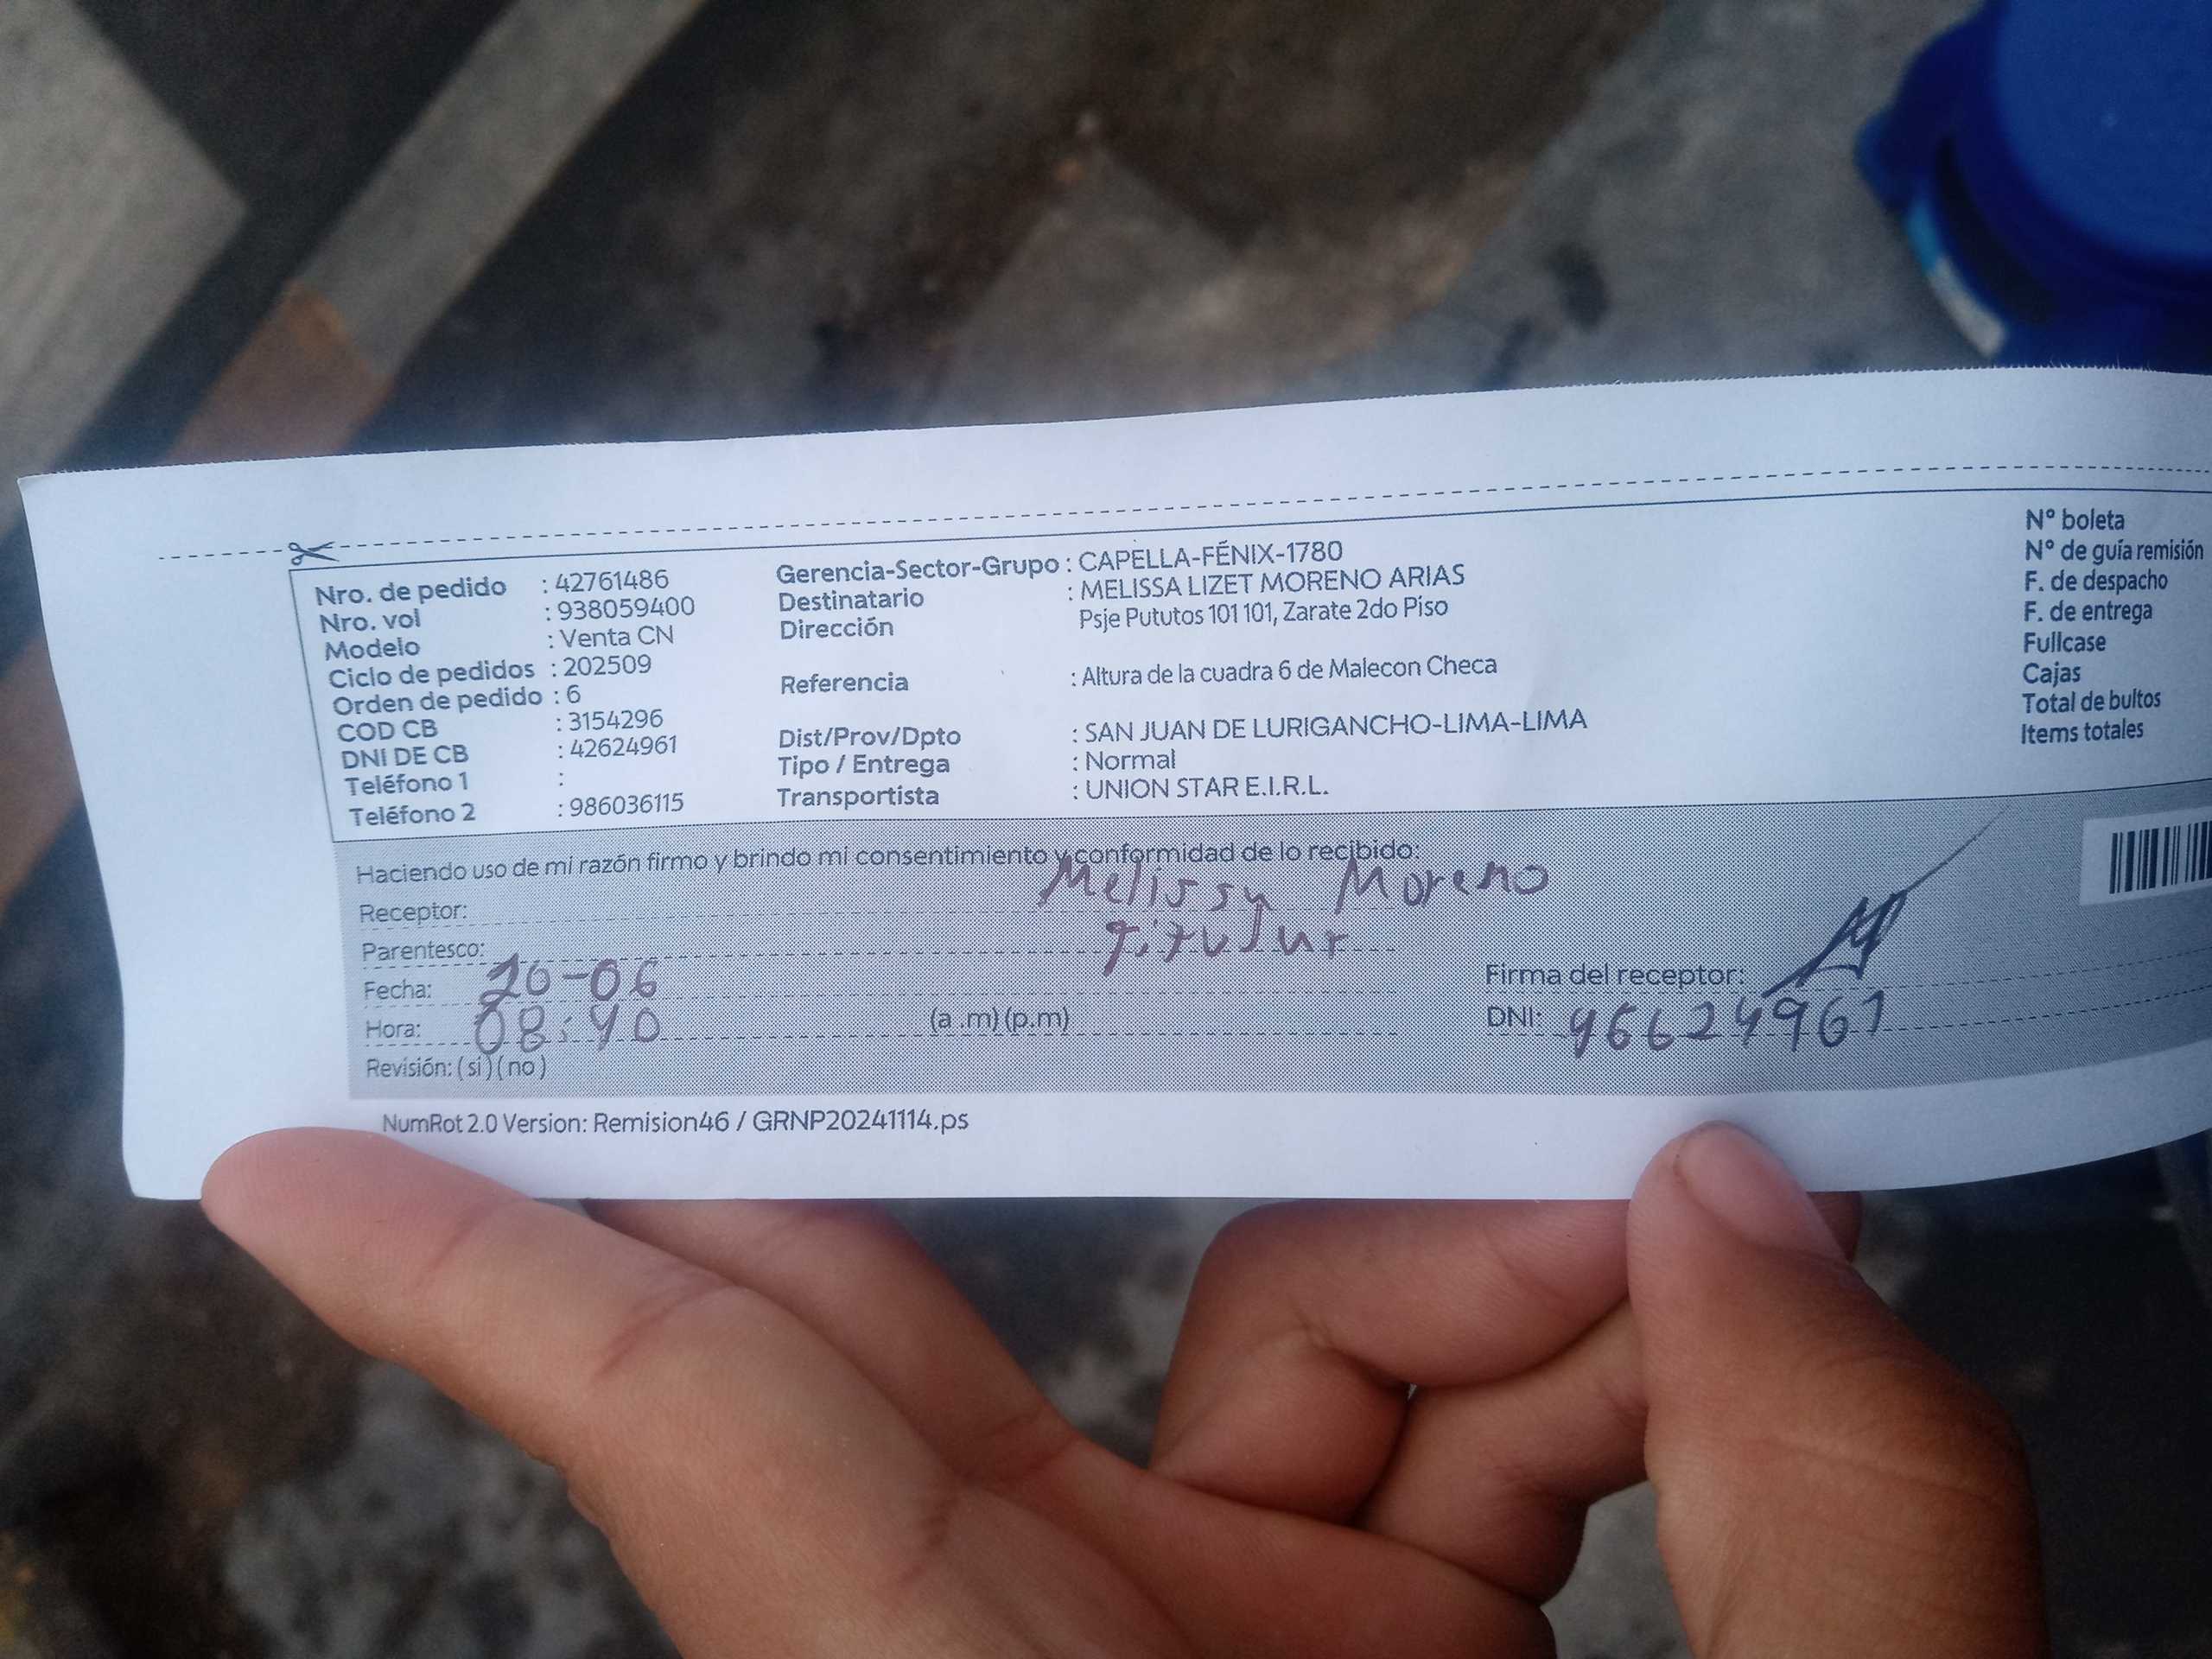 Nro. de pedido : 42761486
Nro. vol : 938059400
Modelo : Venta CN
Ciclo de pedidos : 202509
Orden de pedido : 6
COD CB : 3154296
DNI DE CB : 42624961
Teléfono 1 :
Teléfono 2 : 986036115
Gerencia-Sector-Grupo : CAPELLA-FÉNIX-1780
Destinatario : MELISSA LIZET MORENO ARIAS
Dirección Psje Pututos 101 101, Zarate 2do Piso
Referencia : Altura de la cuadra 6 de Malecon Checa
Dist/Prov/Dpto : SAN JUAN DE LURIGANCHO-LIMA-LIMA
Tipo / Entrega : Normal
Transportista : UNION STAR E.I.R.L.
N° boleta
N° de guía remisión
F. de despacho
F. de entrega
Fullcase
Cajas
Total de bultos
Items totales
Haciendo uso de mi razón firmo y brindo mi consentimiento y conformidad de lo recibido:
Receptor: Melissa Moreno
Parentesco: Titular
Fecha: 20-06
Hora: 08:40 (a .m) (p.m)
Revisión: ( si ) ( no )
Firma del receptor:
DNI: 46624961
NumRot 2.0 Version: Remision46 / GRNP20241114.ps